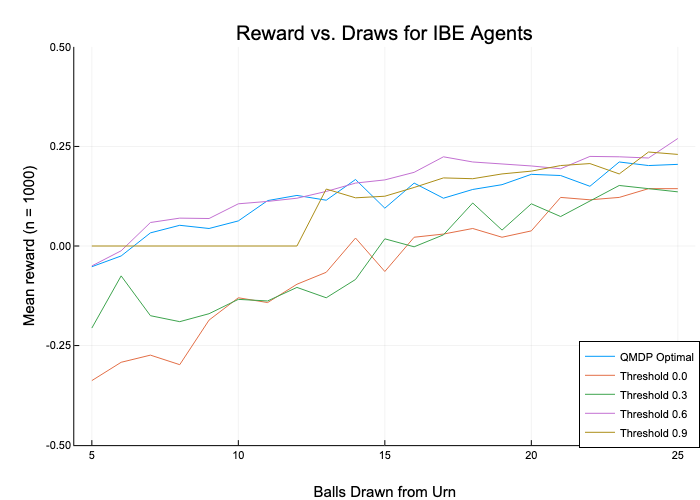 Reward vs. Draws for IBE Agents
0.50
0.25
0.00
-0.25
-0.50
Mean reward (n = 1000)
5
10
15
20
25
Balls Drawn from Urn
QMDP Optimal
Threshold 0.0
Threshold 0.3
Threshold 0.6
Threshold 0.9